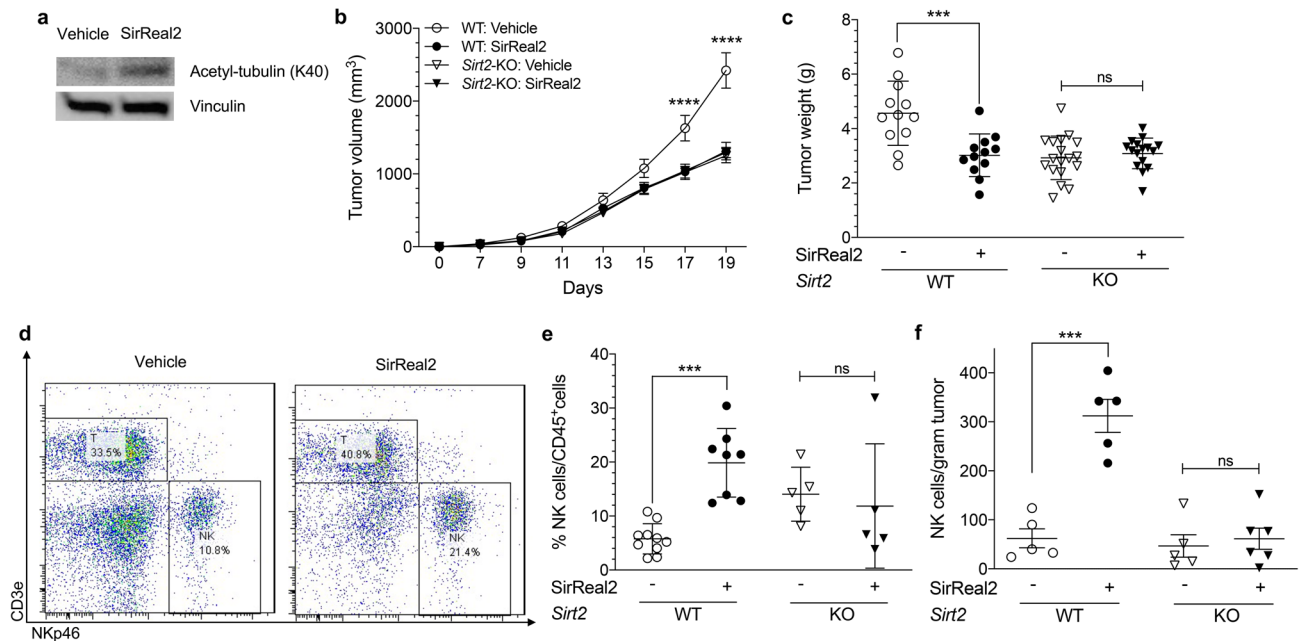 a
Vehicle SirReal2
Acetyl-tubulin (K40)
Vinculin
b
WT: Vehicle
WT: SirReal2
Sirt2-KO: Vehicle
Sirt2-KO: SirReal2
****
****
Tumor volume (mm3)
3000
2000
1000
0
0 7 9 11 13 15 17 19
Days
c
***
ns
Tumor weight (g)
8
6
4
2
0
SirReal2 - + - +
Sirt2 WT KO
d
Vehicle SirReal2
T
33.5%
NK
10.8%
T
40.8%
NK
21.4%
CD3e
NKp46
e
***
ns
% NK cells/CD45+cells
40
30
20
10
0
SirReal2 - + - +
Sirt2 WT KO
f
***
ns
NK cells/gram tumor
400
300
200
100
0
SirReal2 - + - +
Sirt2 WT KO